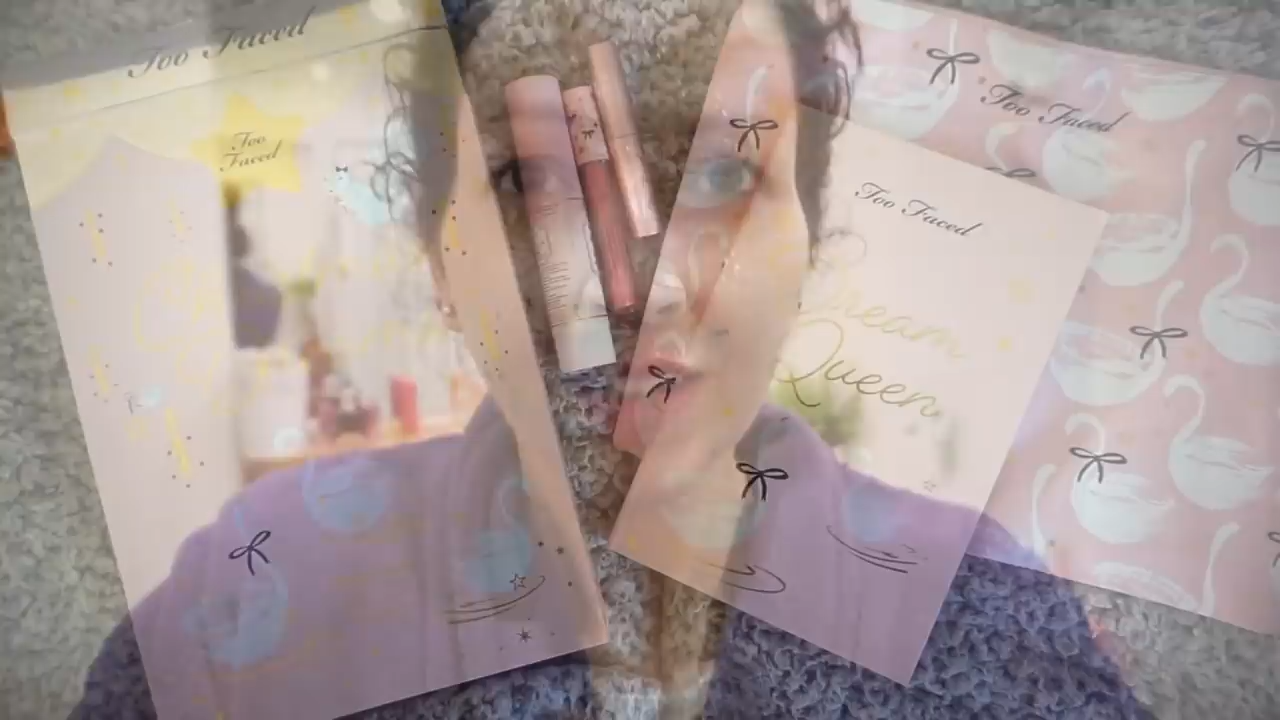 Too Faced
Too
Faced
Too Faced
Too Faced
Dream
Queen